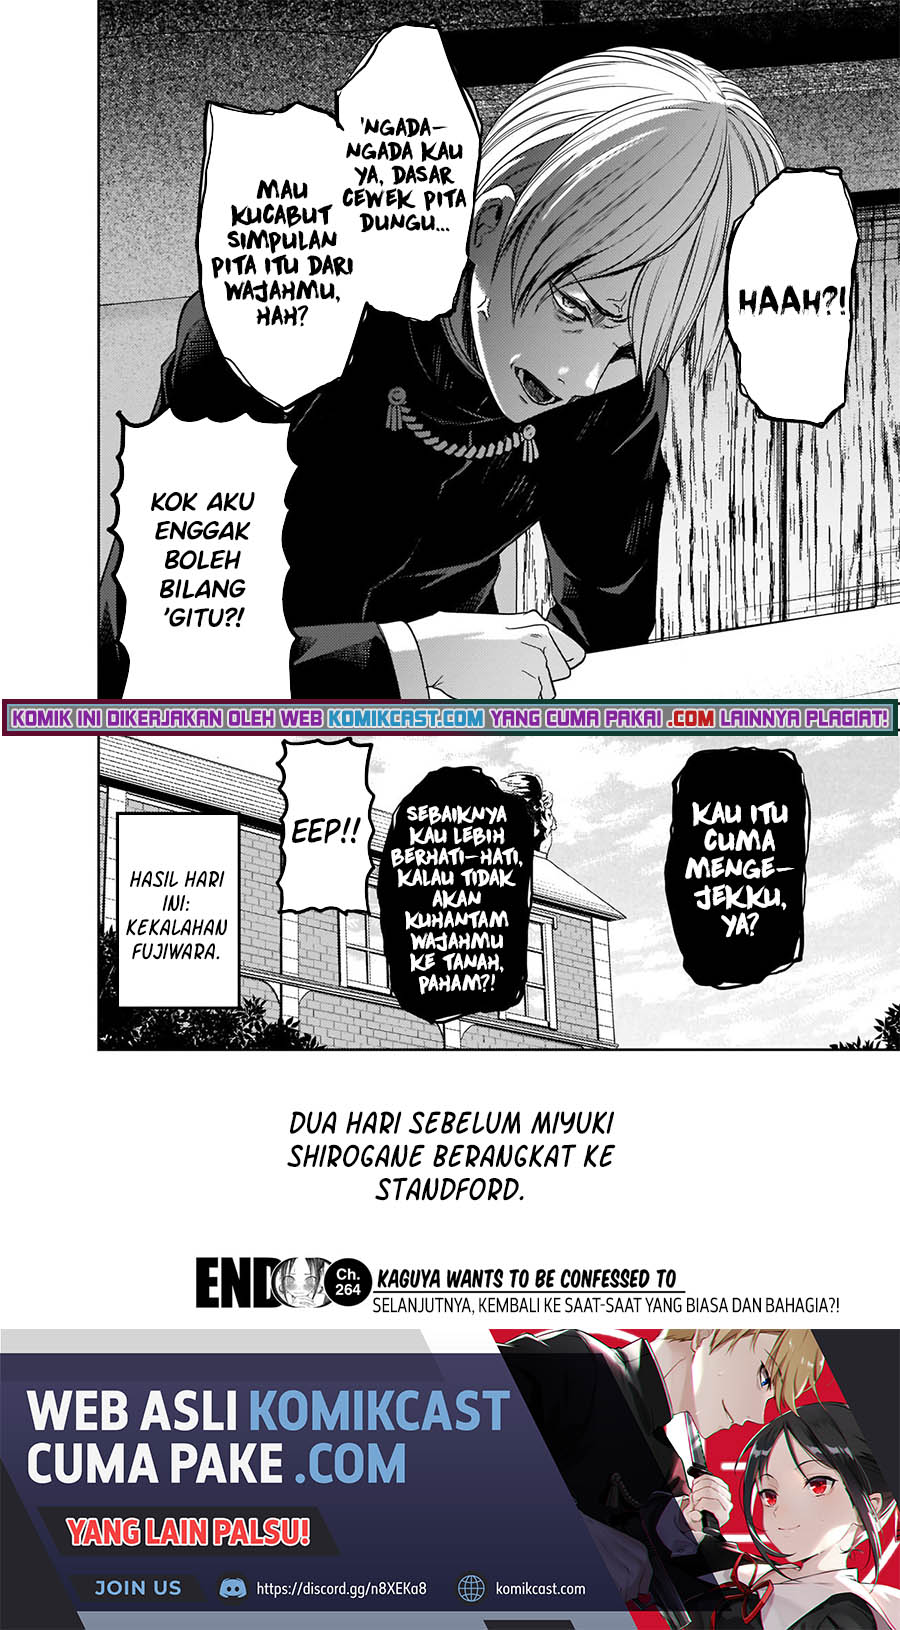 HAAH?!
'NGADA-
NGADA KAU
YA, DASAR
CEWEK PITA
DUNGU...
MAU
KUCABUT
SIMPULAN
PITA ITU DARI
WAJAHMU,
HAH?
KOK AKU
ENGGAK
BOLEH
BILANG
'GITU?!
KOMIK INI DIKERJAKAN OLEH WEB KOMIKCAST.COM YANG CUMA PAKAI .COM LAINNYA PLAGIAT!
KAU ITU
CUMA
MENGE-
JEKKU,
YA?
SEBAIKNYA
KAU LEBIH
BERHATI-HATI,
KALAU TIDAK
AKAN
KUHANTAM
WAJAHMU
KE TANAH,
PAHAM?!
EEP!!
HASIL HARI
INI:
KEKALAHAN
FUJIWARA.
DUA HARI SEBELUM MIYUKI
SHIROGANE BERANGKAT KE
STANDFORD.
END
Ch.
264
KAGUYA WANTS TO BE CONFESSED TO
SELANJUTNYA, KEMBALI KE SAAT-SAAT YANG BIASA DAN BAHAGIA?!
WEB ASLI KOMIKCAST
CUMA PAKE .COM
YANG LAIN PALSU!
JOIN US https://discord.gg/n8XEKa8 komikcast.com